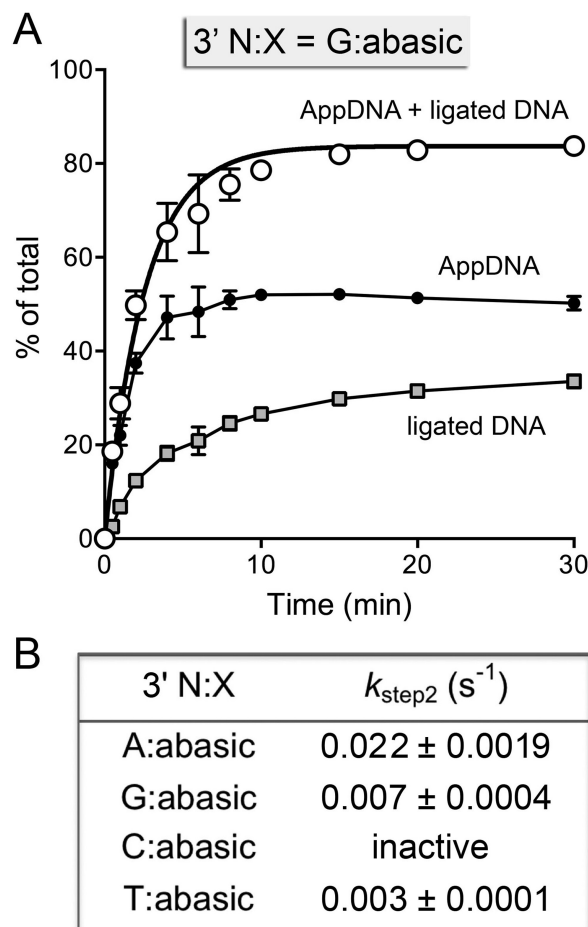 A
3’ N:X = G:abasic
100
80
60
40
20
0
% of total
AppDNA + ligated DNA
AppDNA
ligated DNA
0 10 20 30
Time (min)
B
3' N:X kstep2 (s-1)
A:abasic 0.022 ± 0.0019
G:abasic 0.007 ± 0.0004
C:abasic inactive
T:abasic 0.003 ± 0.0001